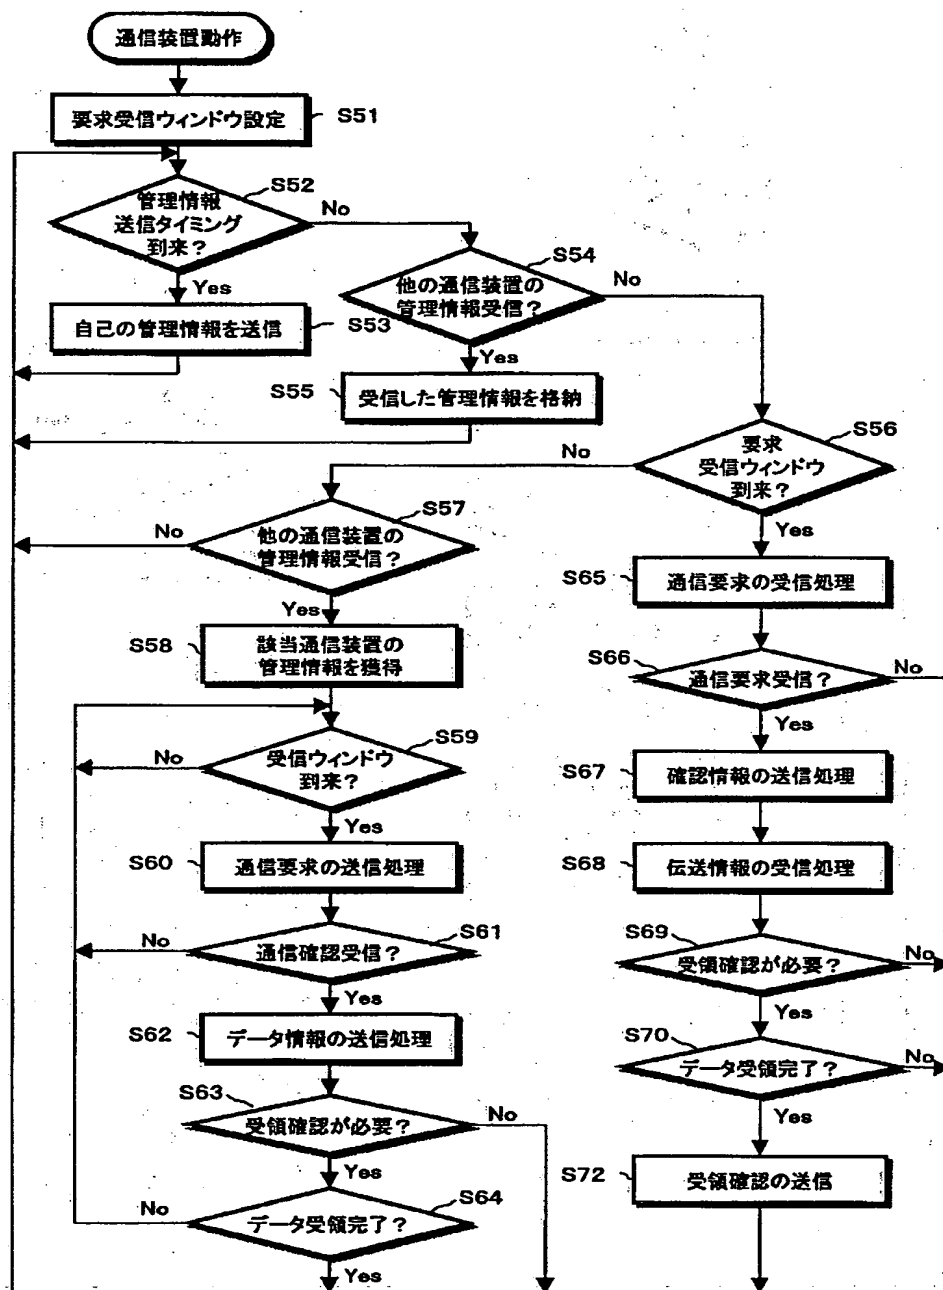 通信装置動作
要求受信ウィンドウ設定
S51
管理情報
送信タイミング
到来？
S52
No
Yes
自己の管理情報を送信
S53
他の通信装置の
管理情報受信？
S54
No
Yes
S55
受信した管理情報を格納
要求
受信ウィンドウ
到来？
S56
No
Yes
他の通信装置の
管理情報受信？
S57
No
Yes
S58
該当通信装置の
管理情報を獲得
受信ウィンドウ
到来？
S59
No
Yes
S60
通信要求の送信処理
通信確認受信？
S61
No
Yes
S62
データ情報の送信処理
S63
受領確認が必要？
No
Yes
データ受領完了？
S64
No
Yes
S65
通信要求の受信処理
S66
通信要求受信？
No
Yes
S67
確認情報の送信処理
S68
伝送情報の受信処理
S69
受領確認が必要？
No
Yes
S70
データ受領完了？
No
Yes
S72
受領確認の送信